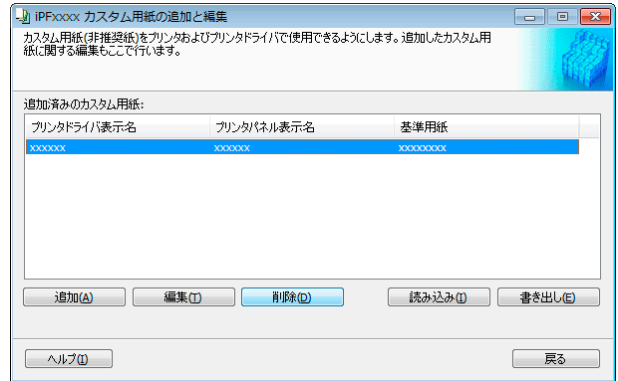 iPFxxxx カスタム用紙の追加と編集
カスタム用紙(非推奨紙)をプリンタおよびプリンタドライバで使用できるようにします。追加したカスタム用
紙に関する編集もここで行います。
追加済みのカスタム用紙:
プリンタドライバ表示名 プリンタパネル表示名 基準用紙
xxxxxx xxxxxx xxxxxxxx
追加(A) 編集(T) 削除(D) 読み込み(I) 書き出し(E)
ヘルプ(I) 戻る